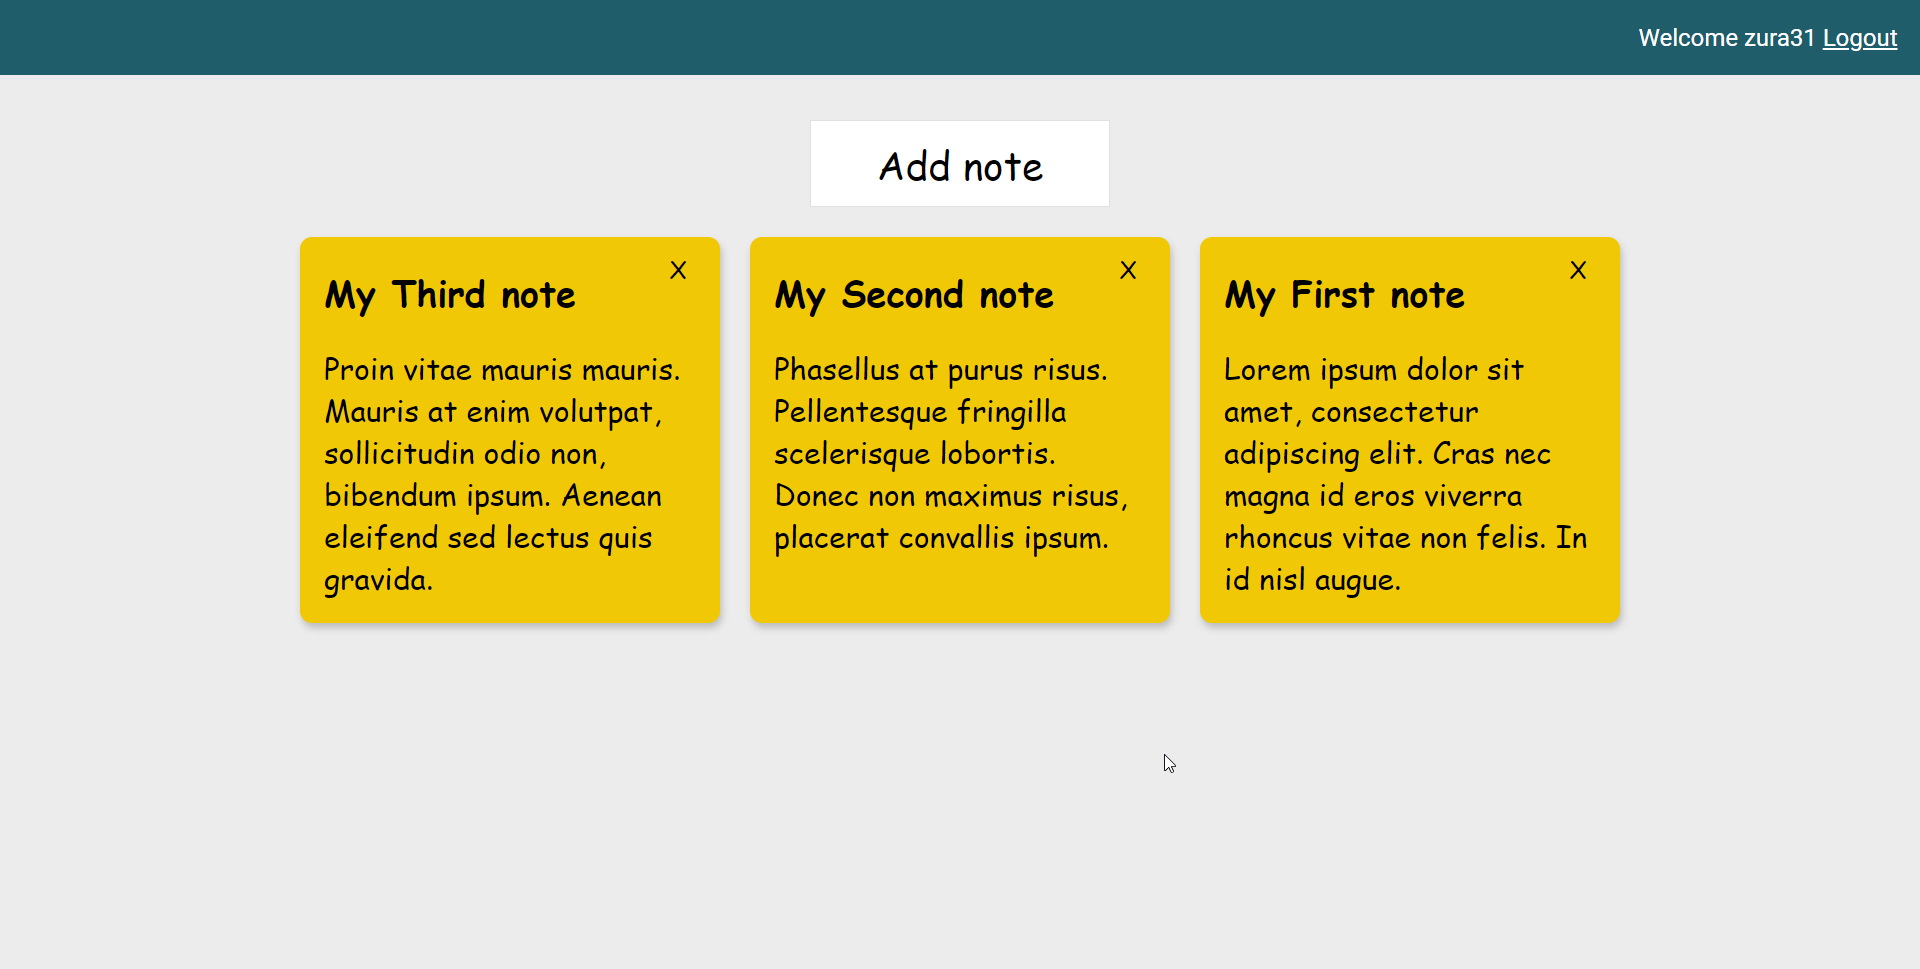 Welcome zura31 Logout
Add note
X
My Third note
Proin vitae mauris mauris.
Mauris at enim volutpat,
sollicitudin odio non,
bibendum ipsum. Aenean
eleifend sed lectus quis
gravida.
X
My Second note
Phasellus at purus risus.
Pellentesque fringilla
scelerisque lobortis.
Donec non maximus risus,
placerat convallis ipsum.
X
My First note
Lorem ipsum dolor sit
amet, consectetur
adipiscing elit. Cras nec
magna id eros viverra
rhoncus vitae non felis. In
id nisl augue.